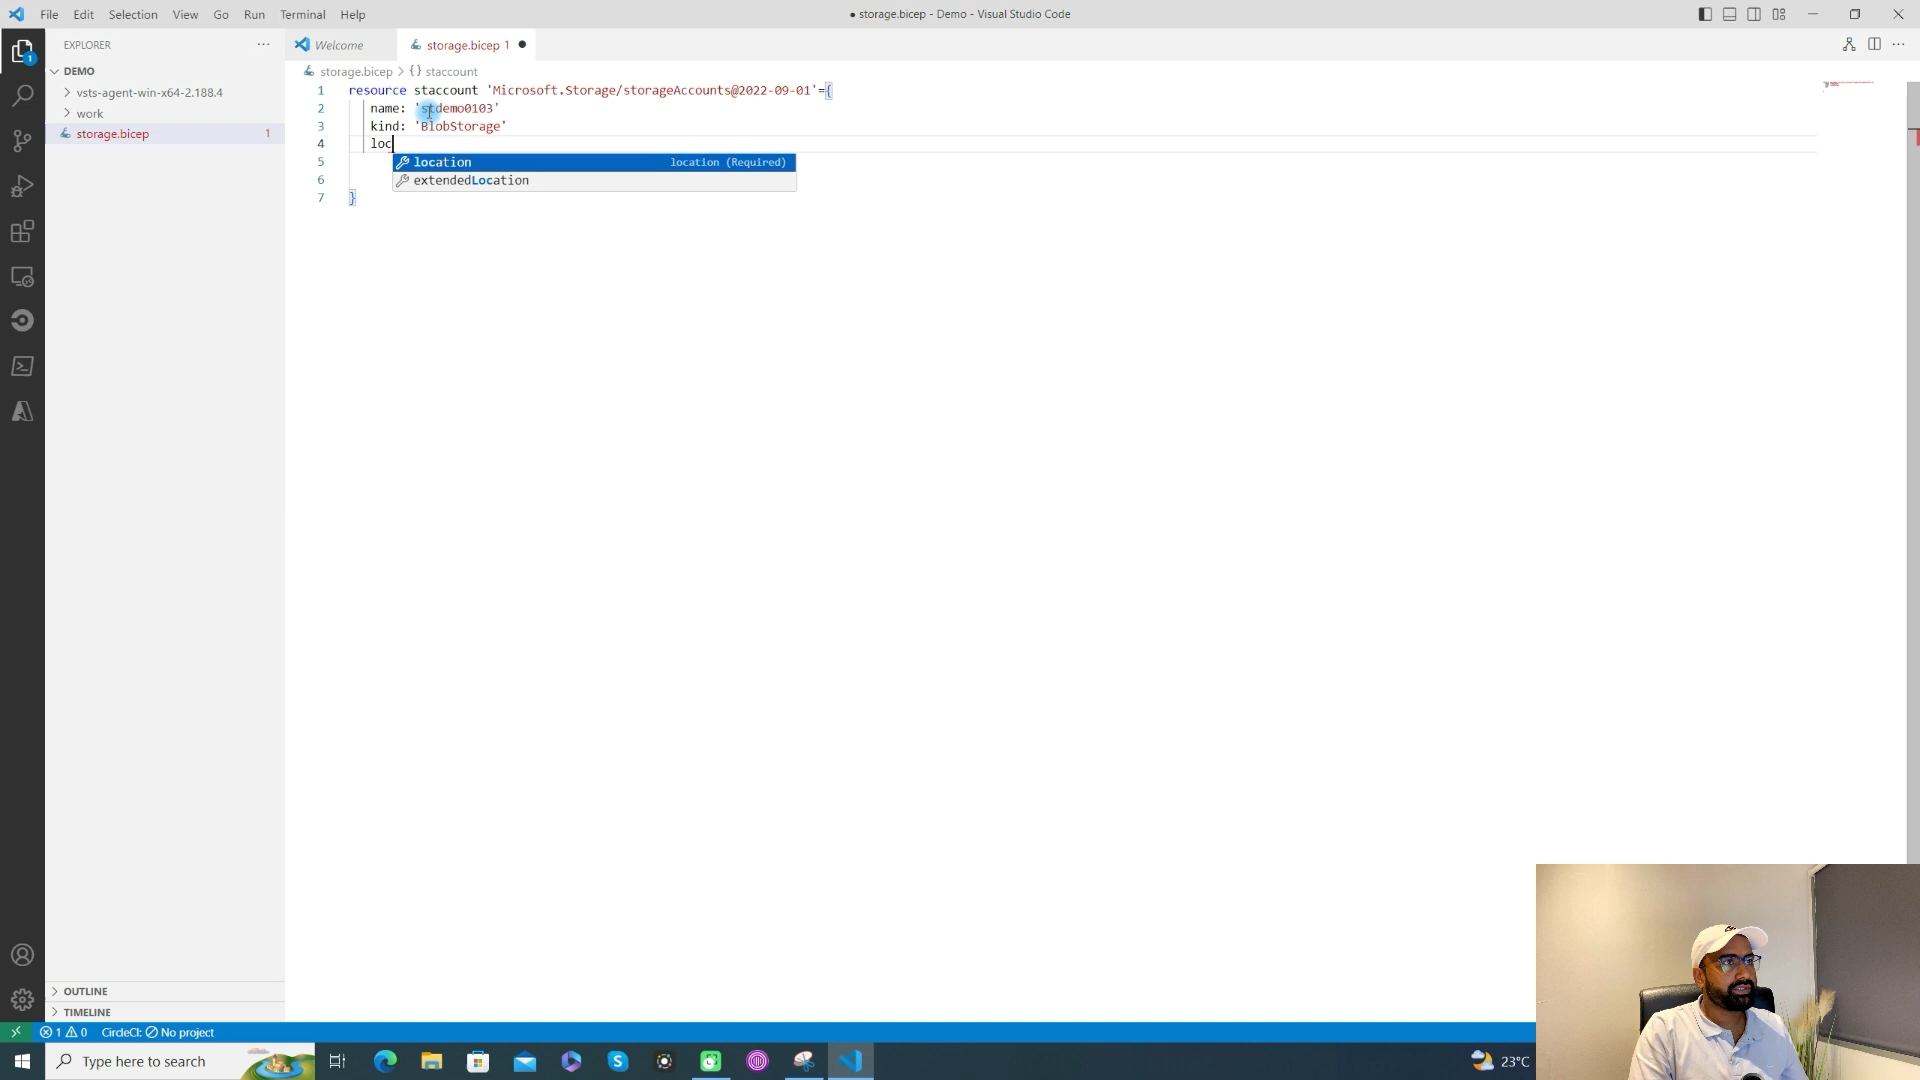 File Edit Selection View Go Run Terminal Help
● storage.bicep - Demo - Visual Studio Code
EXPLORER
Welcome
storage.bicep 1
DEMO
vsts-agent-win-x64-2.188.4
work
storage.bicep 1
storage.bicep > {} staccount
1 resource staccount 'Microsoft.Storage/storageAccounts@2022-09-01'={
2 name: 'stdemo0103'
3 kind: 'BlobStorage'
4 loc
location location (Required)
extendedLocation
5
6
7 }
OUTLINE
TIMELINE
1 0 CircleCI: No project
Type here to search
23°C